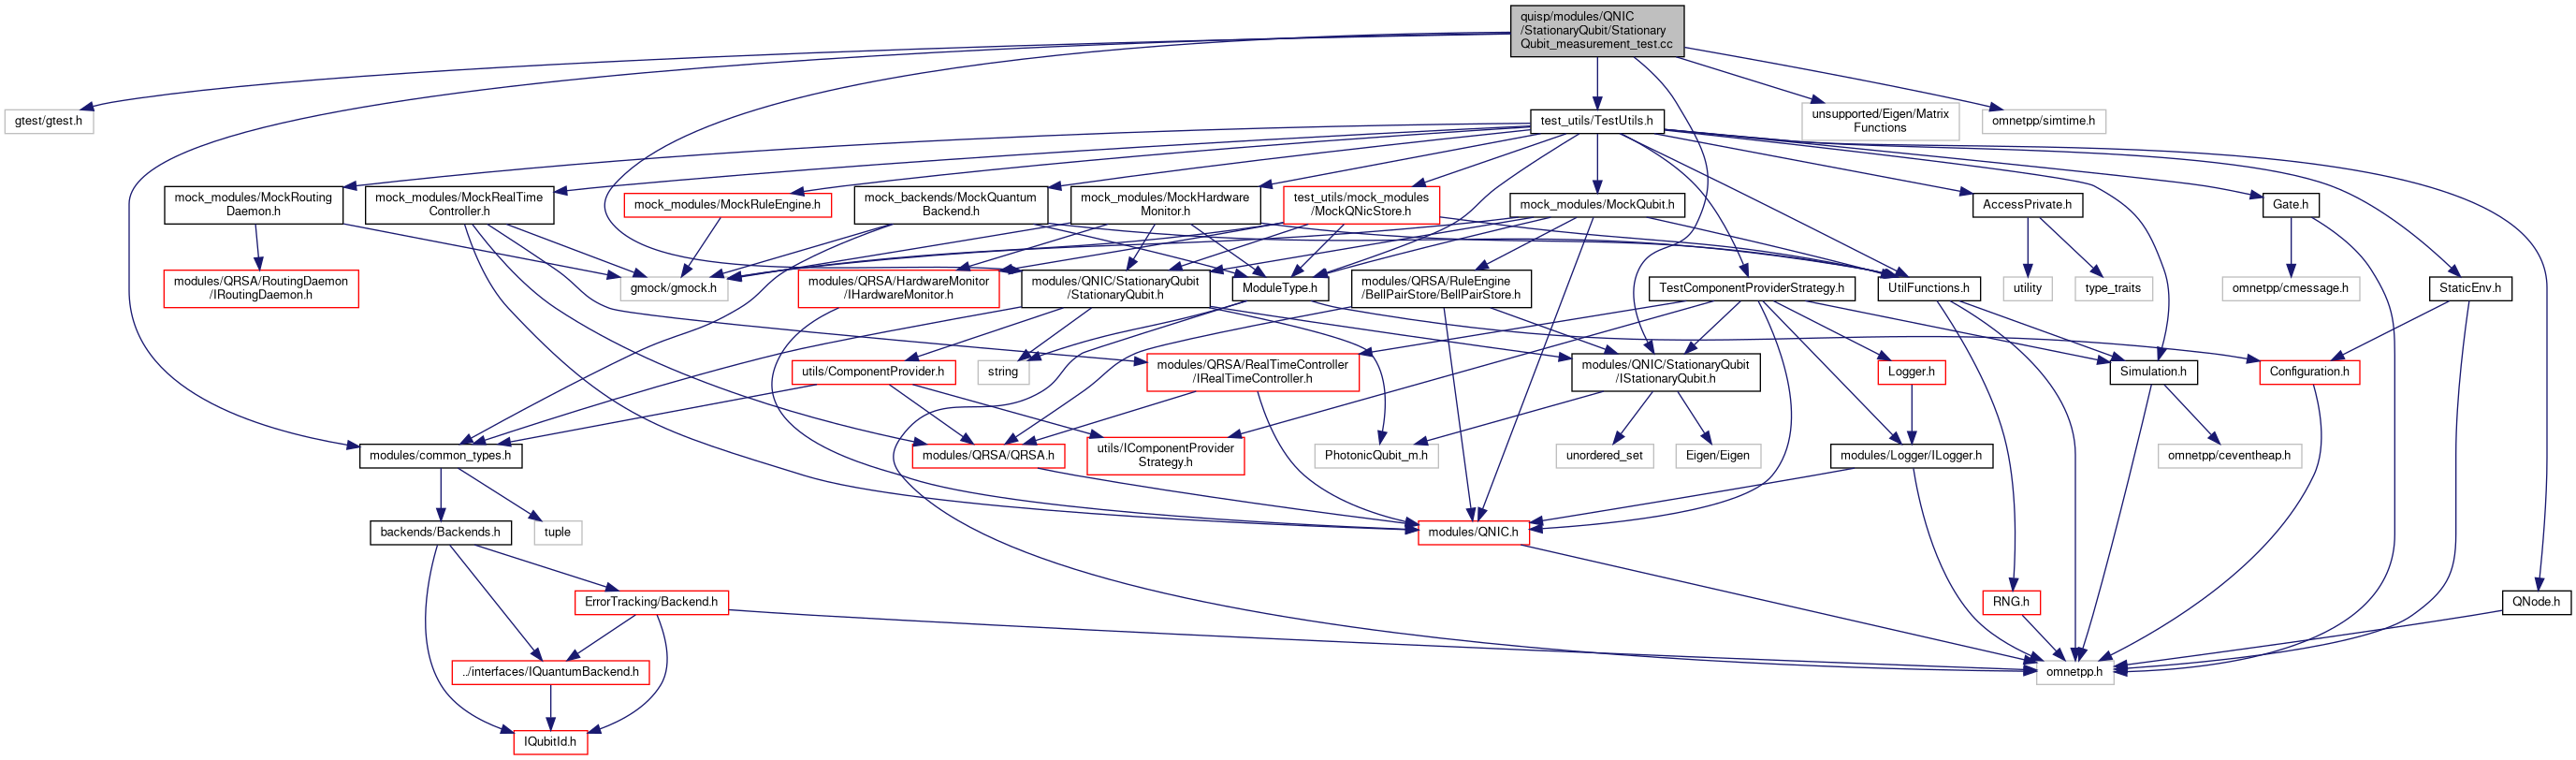 quisp/modules/QNIC
/StationaryQubit/Stationary
Qubit_measurement_test.cc
gtest/gtest.h
test_utils/TestUtils.h
unsupported/Eigen/Matrix
Functions
omnetpp/simtime.h
mock_modules/MockRouting
Daemon.h
mock_modules/MockRealTime
Controller.h
mock_modules/MockRuleEngine.h
mock_backends/MockQuantum
Backend.h
mock_modules/MockHardware
Monitor.h
test_utils/mock_modules
/MockQNicStore.h
mock_modules/MockQubit.h
AccessPrivate.h
Gate.h
modules/QRSA/RoutingDaemon
/IRoutingDaemon.h
gmock/gmock.h
modules/QRSA/HardwareMonitor
/IHardwareMonitor.h
modules/QNIC/StationaryQubit
/StationaryQubit.h
ModuleType.h
modules/QRSA/RuleEngine
/BellPairStore/BellPairStore.h
TestComponentProviderStrategy.h
UtilFunctions.h
utility
type_traits
omnetpp/cmessage.h
StaticEnv.h
utils/ComponentProvider.h
string
modules/QRSA/RealTimeController
/IRealTimeController.h
modules/QNIC/StationaryQubit
/IStationaryQubit.h
Logger.h
Simulation.h
Configuration.h
modules/common_types.h
modules/QRSA/QRSA.h
utils/IComponentProvider
Strategy.h
PhotonicQubit_m.h
unordered_set
Eigen/Eigen
modules/Logger/ILogger.h
omnetpp/ceventheap.h
backends/Backends.h
tuple
modules/QNIC.h
ErrorTracking/Backend.h
RNG.h
QNode.h
../interfaces/IQuantumBackend.h
omnetpp.h
IQubitId.h